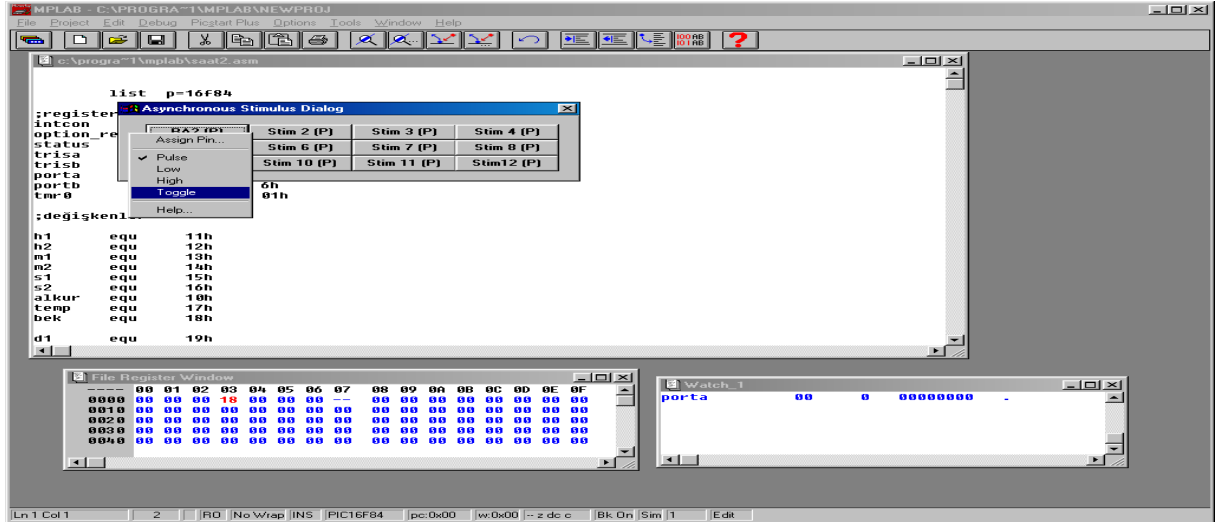 MPLAB - C:\PROGRA~1\MPLAB\NEWPROJ
File Project Edit Debug Picstart Plus Options Tools Window Help
c:\progra~1\mplab\saat2.asm
list p=16f84
Asynchronous Stimulus Dialog
;register
intcon
option_re
status
trisa
trisb
porta
portb 6h
tmr0 01h
RA2 (P) Stim 2 (P) Stim 3 (P) Stim 4 (P)
Stim 6 (P) Stim 7 (P) Stim 8 (P)
Stim 10 (P) Stim 11 (P) Stim12 (P)
Assign Pin...
Pulse
Low
High
Toggle
Help...
;değişkenl
h1 equ 11h
h2 equ 12h
m1 equ 13h
m2 equ 14h
s1 equ 15h
s2 equ 16h
alkur equ 10h
temp equ 17h
bek equ 18h
d1 equ 19h
File Register Window
---- 00 01 02 03 04 05 06 07 08 09 0A 0B 0C 0D 0E 0F
0000 00 00 00 18 00 00 00 -- 00 00 00 00 00 00 00 00
0010 00 00 00 00 00 00 00 00 00 00 00 00 00 00 00 00
0020 00 00 00 00 00 00 00 00 00 00 00 00 00 00 00 00
0030 00 00 00 00 00 00 00 00 00 00 00 00 00 00 00 00
0040 00 00 00 00 00 00 00 00 00 00 00 00 00 00 00 00
Watch_1
porta 00 0 00000000 .
Ln 1 Col 1 2 RO No Wrap INS PIC16F84 pc:0x00 w:0x00 -- z dc c Bk On Sim 1 Edit